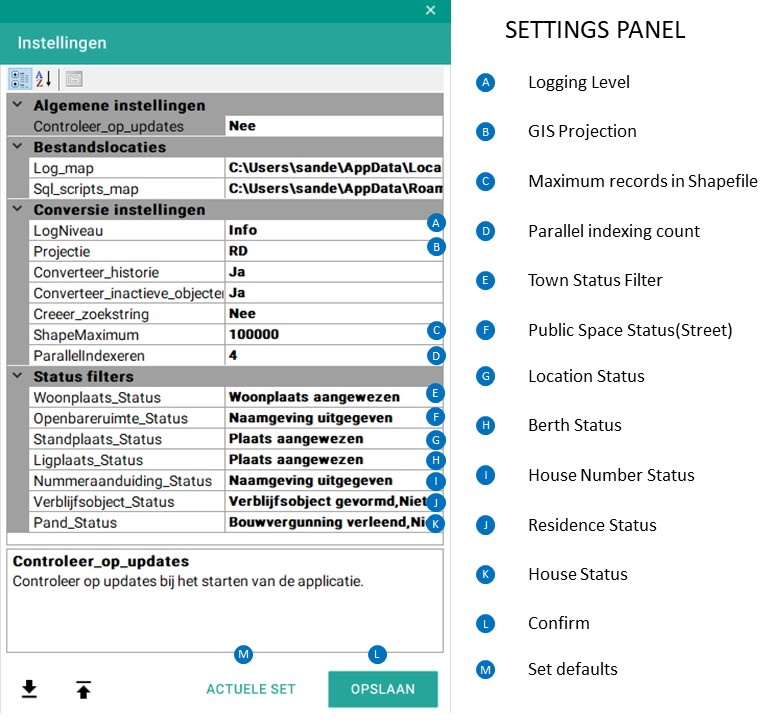 Instellingen
Algemene instellingen
Controleer_op_updates Nee
Bestandslocaties
Log_map C:\Users\sande\AppData\Loca
Sql_scripts_map C:\Users\sande\AppData\Roan
Conversie instellingen
LogNiveau Info A
Projectie RD B
Converteer_historie Ja
Converteer_inactieve_objecte Ja
Creeer_zoekstring Nee
ShapeMaximum 100000 C
ParallelIndexeren 4 D
Status filters
Woonplaats_Status Woonplaats aangewezen E
Openbareruimte_Status Naamgeving uitgegeven F
Standplaats_Status Plaats aangewezen G
Ligplaats_Status Plaats aangewezen H
Nummeraanduiding_Status Naamgeving uitgegeven I
Verblijfsobject_Status Verblijfsobject gevormd,Niet J
Pand_Status Bouwvergunning verleend,Ni K
Controleer_op_updates
Controleer op updates bij het starten van de applicatie.
M L
ACTUELE SET OPSLAAN
SETTINGS PANEL
A Logging Level
B GIS Projection
C Maximum records in Shapefile
D Parallel indexing count
E Town Status Filter
F Public Space Status(Street)
G Location Status
H Berth Status
I House Number Status
J Residence Status
K House Status
L Confirm
M Set defaults